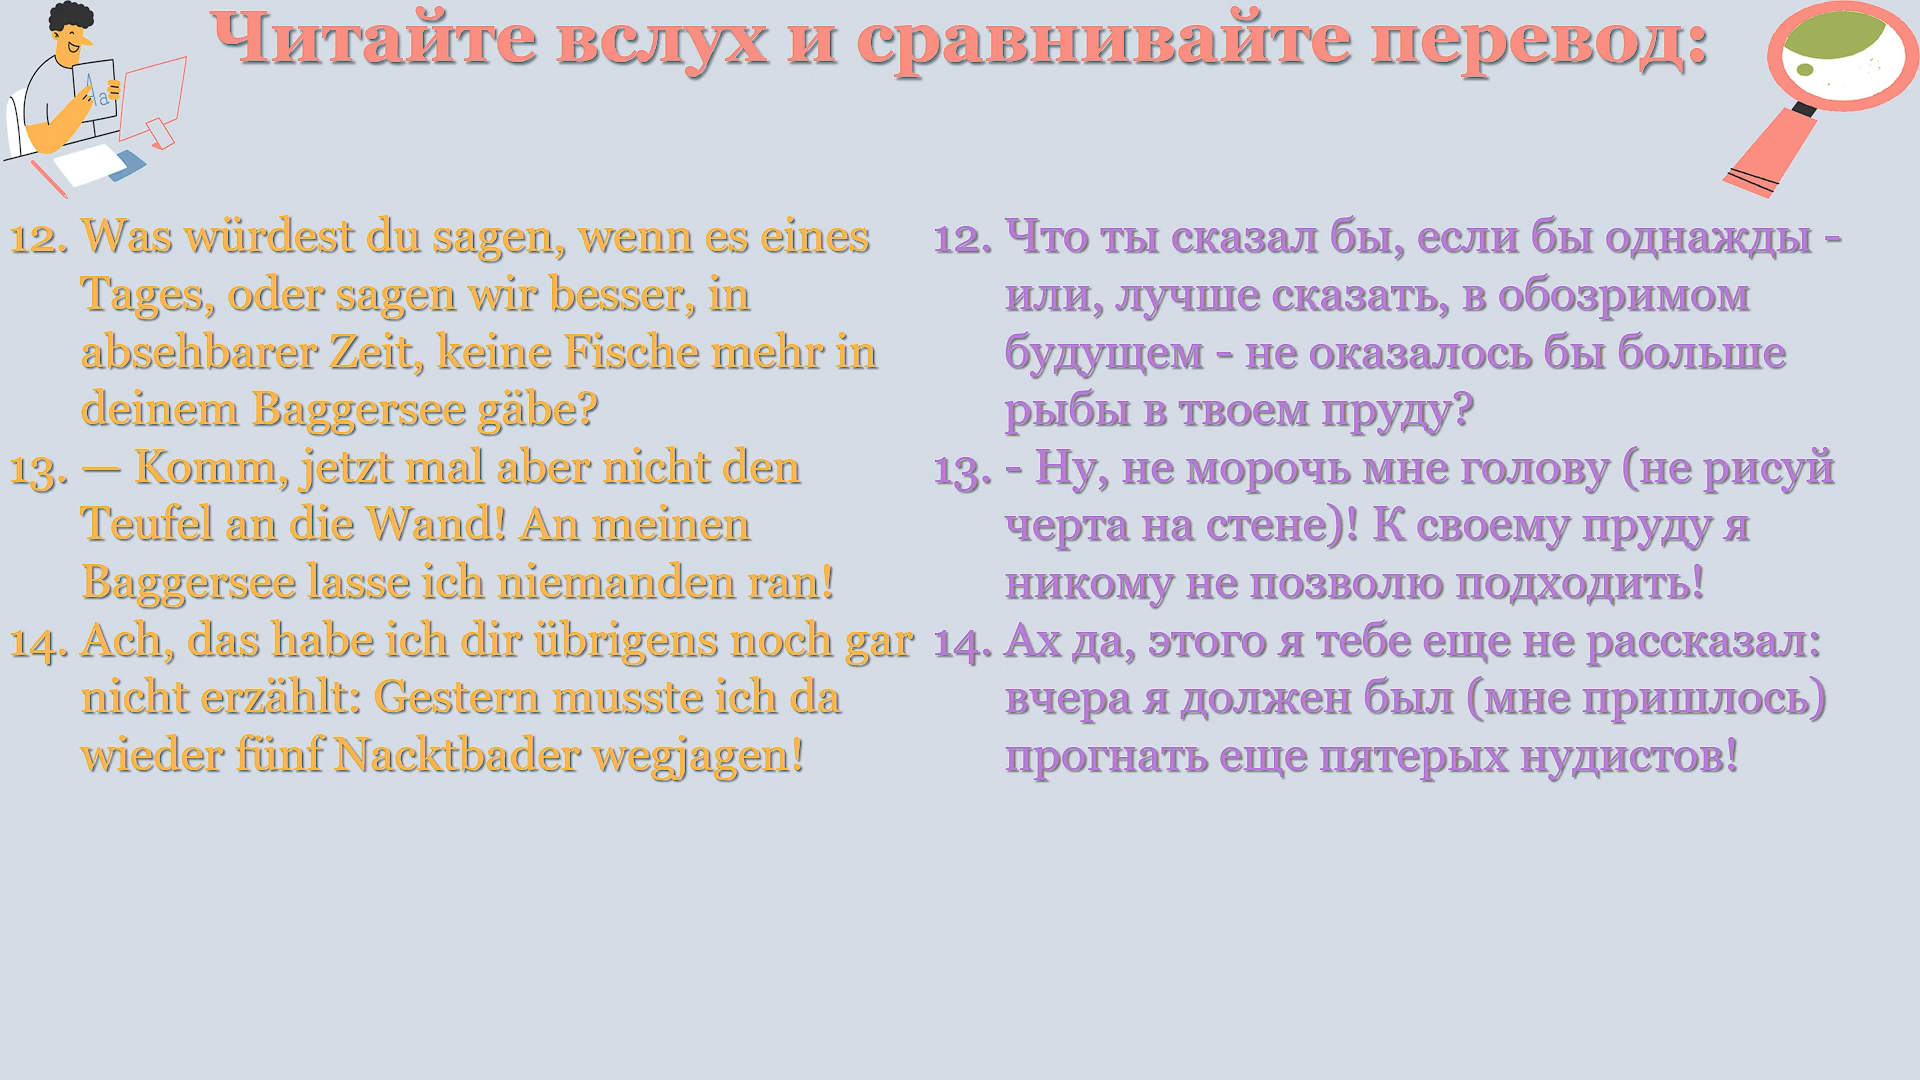 Читайте вслух и сравнивайте перевод:
Aa
12. Was würdest du sagen, wenn es eines
Tages, oder sagen wir besser, in
absehbarer Zeit, keine Fische mehr in
deinem Baggersee gäbe?
13. — Komm, jetzt mal aber nicht den
Teufel an die Wand! An meinen
Baggersee lasse ich niemanden ran!
14. Ach, das habe ich dir übrigens noch gar
nicht erzählt: Gestern musste ich da
wieder fünf Nacktbader wegjagen!
12. Что ты сказал бы, если бы однажды -
или, лучше сказать, в обозримом
будущем - не оказалось бы больше
рыбы в твоем пруду?
13. - Ну, не морочь мне голову (не рисуй
черта на стене)! К своему пруду я
никому не позволю подходить!
14. Ах да, этого я тебе еще не рассказал:
вчера я должен был (мне пришлось)
прогнать еще пятерых нудистов!